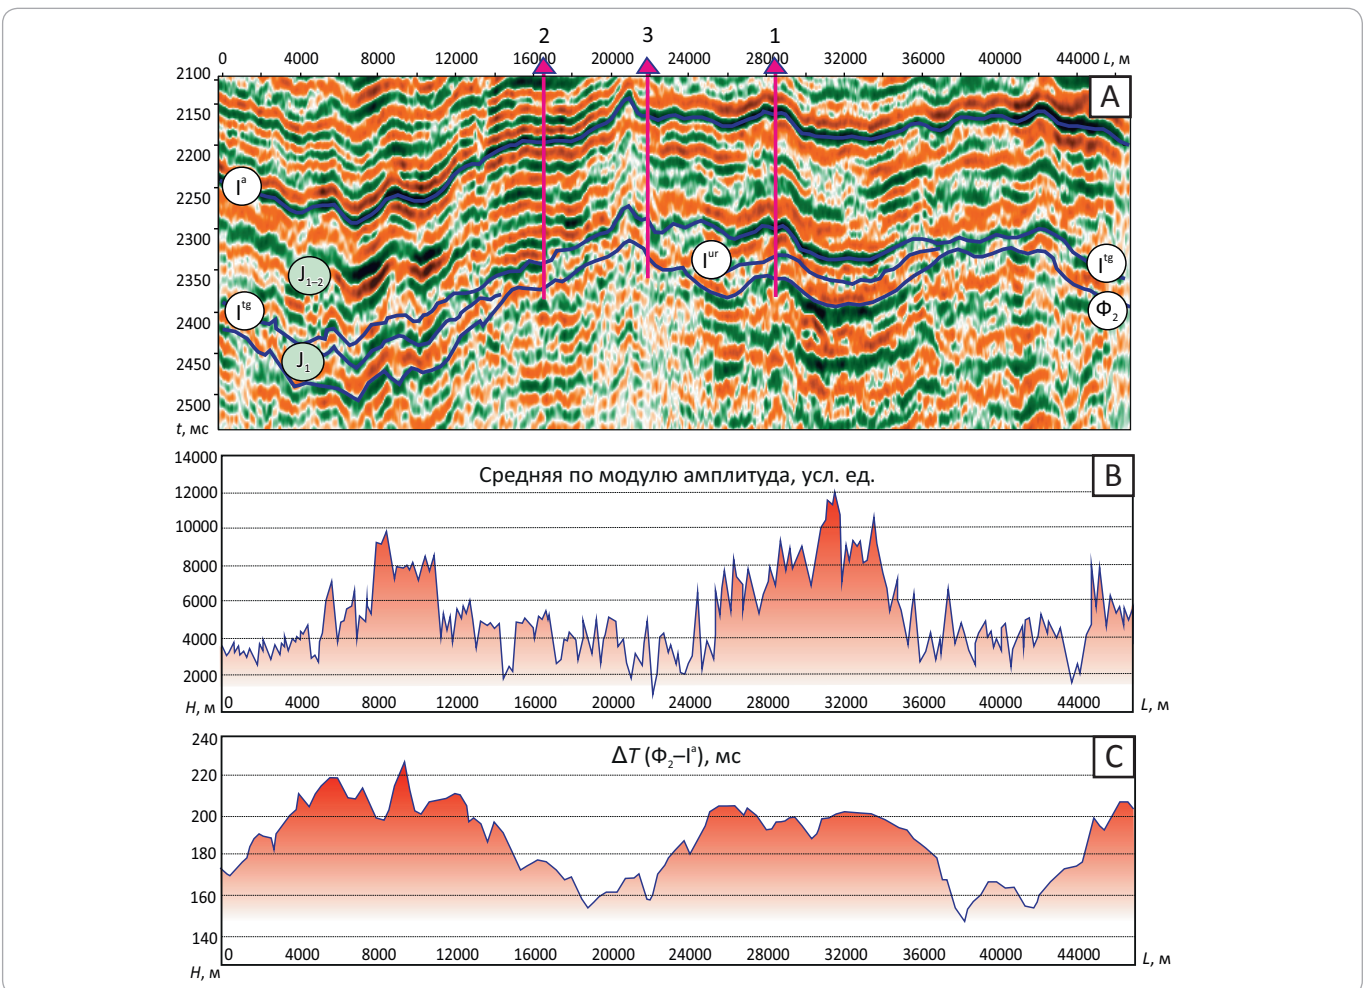 2 3 1
0 4000 8000 12000 16000 20000 24000 28000 32000 36000 40000 44000 L, м
A
2100
2150
2200
2250
2300
2350
2400
2450
2500
t, мс
Iᵃ
J₁₋₂
Iᵗᵍ
J₁
Iᵘʳ
Iᵗᵍ
Ф₂
Средняя по модулю амплитуда, усл. ед.
B
14000
12000
10000
8000
6000
4000
2000
H, м
0 4000 8000 12000 16000 20000 24000 28000 32000 36000 40000 44000 L, м
ΔT (Ф₂–Iᵃ), мс
C
240
220
200
180
160
140
H, м
0 4000 8000 12000 16000 20000 24000 28000 32000 36000 40000 44000 L, м